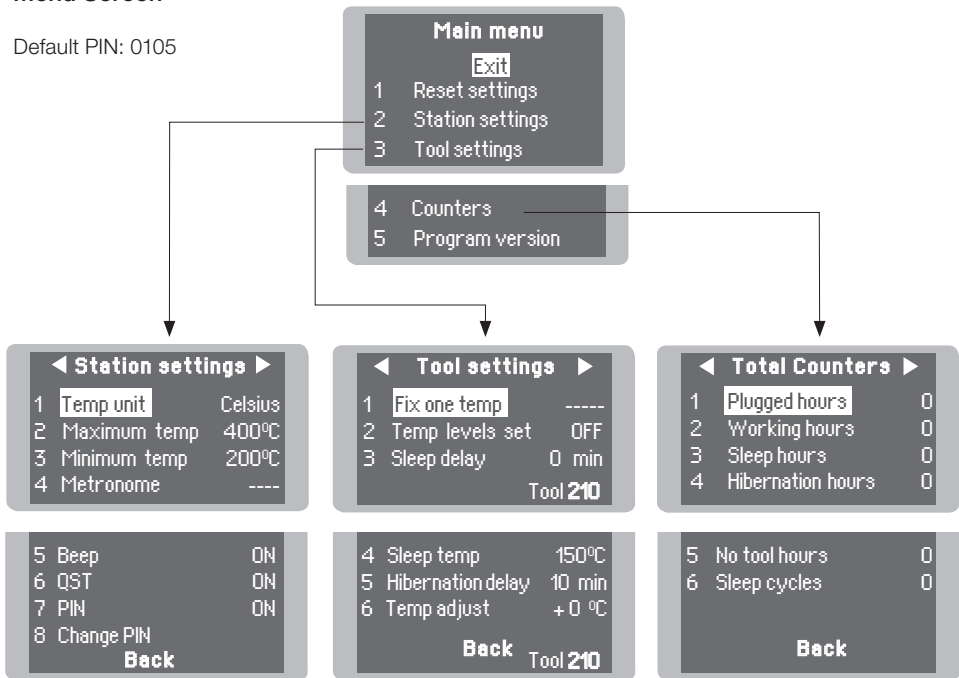 Default PIN: 0105
Main menu
Exit
1 Reset settings
2 Station settings
3 Tool settings
4 Counters
5 Program version
◀ Station settings ▶
1 Temp unit Celsius
2 Maximum temp 400ºC
3 Minimum temp 200ºC
4 Metronome ----
5 Beep ON
6 QST ON
7 PIN ON
8 Change PIN
Back
◀ Tool settings ▶
1 Fix one temp -----
2 Temp levels set OFF
3 Sleep delay 0 min
Tool 210
4 Sleep temp 150ºC
5 Hibernation delay 10 min
6 Temp adjust +0 ºC
Back Tool 210
◀ Total Counters ▶
1 Plugged hours 0
2 Working hours 0
3 Sleep hours 0
4 Hibernation hours 0
5 No tool hours 0
6 Sleep cycles 0
Back